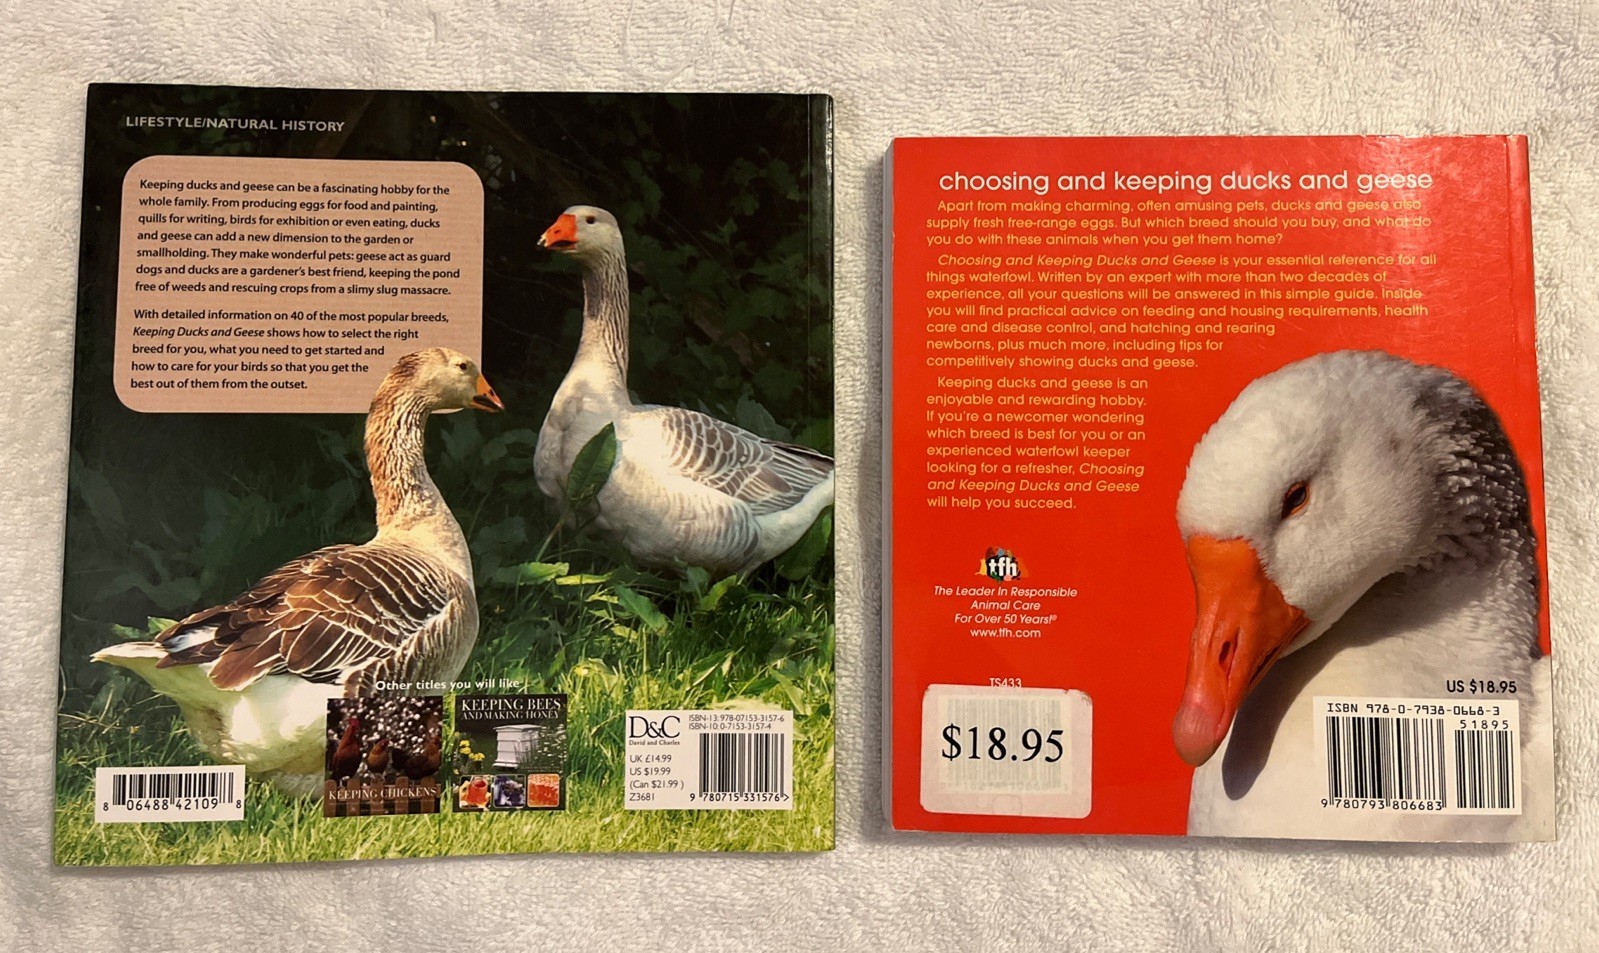 LIFESTYLE/NATURAL HISTORY
Keeping ducks and geese can be a fascinating hobby for the
whole family. From producing eggs for food and painting,
quills for writing, birds for exhibition or even eating, ducks
and geese can add a new dimension to the garden or
smallholding. They make wonderful pets: geese act as guard
dogs and ducks are a gardener's best friend, keeping the pond
free of weeds and rescuing crops from a slimy slug massacre.
With detailed information on 40 of the most popular breeds,
Keeping Ducks and Geese shows how to select the right
breed for you, what you need to get started and
how to care for your birds so that you get the
best out of them from the outset.
Other titles you will like
KEEPING CHICKENS
KEEPING BEES
AND MAKING HONEY
8 06488 42109 8
D&C
David and Charles
ISBN-13: 978-07153-3157-6
ISBN-10: 0-7153-3157-4
UK £14.99
US $19.99
(Can $21.99 )
Z3681
9 780715 331576>
choosing and keeping ducks and geese
Apart from making charming, often amusing pets, ducks and geese also
supply fresh free-range eggs. But which breed should you buy, and what do
you do with these animals when you get them home?
Choosing and Keeping Ducks and Geese is your essential reference for all
things waterfowl. Written by an expert with more than two decades of
experience, all your questions will be answered in this simple guide. Inside
you will find practical advice on feeding and housing requirements, health
care and disease control, and hatching and rearing
newborns, plus much more, including tips for
competitively showing ducks and geese.
Keeping ducks and geese is an
enjoyable and rewarding hobby.
If you're a newcomer wondering
which breed is best for you or an
experienced waterfowl keeper
looking for a refresher, Choosing
and Keeping Ducks and Geese
will help you succeed.
tfh
The Leader In Responsible
Animal Care
For Over 50 Years!®
www.tfh.com
TS433
$18.95
US $18.95
ISBN 978-0-7938-0668-3
51895
9 780793 806683